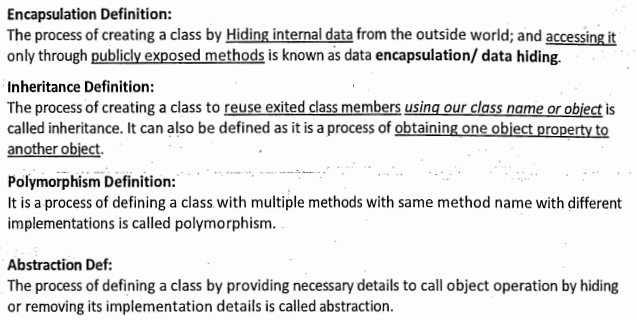 Encapsulation Definition:
The process of creating a class by Hiding internal data from the outside world; and accessing it
only through publicly exposed methods is known as data encapsulation/ data hiding.
Inheritance Definition:
The process of creating a class to reuse exited class members using our class name or object is
called inheritance. It can also be defined as it is a process of obtaining one object property to
another object.
Polymorphism Definition:
It is a process of defining a class with multiple methods with same method name with different
implementations is called polymorphism.
Abstraction Def:
The process of defining a class by providing necessary details to call object operation by hiding
or removing its implementation details is called abstraction.